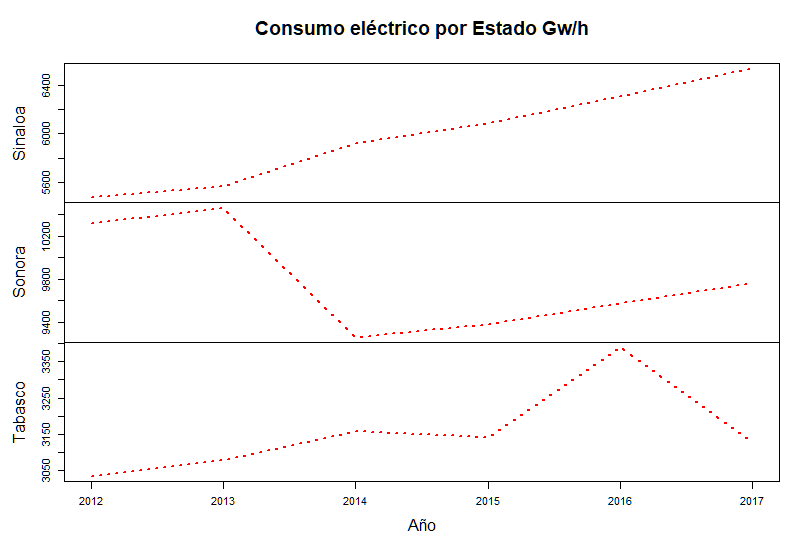 Consumo eléctrico por Estado Gw/h
Sinaloa
6400
6000
5600
Sonora
10200
9800
9400
Tabasco
3350
3250
3150
3050
2012 2013 2014 2015 2016 2017
Año